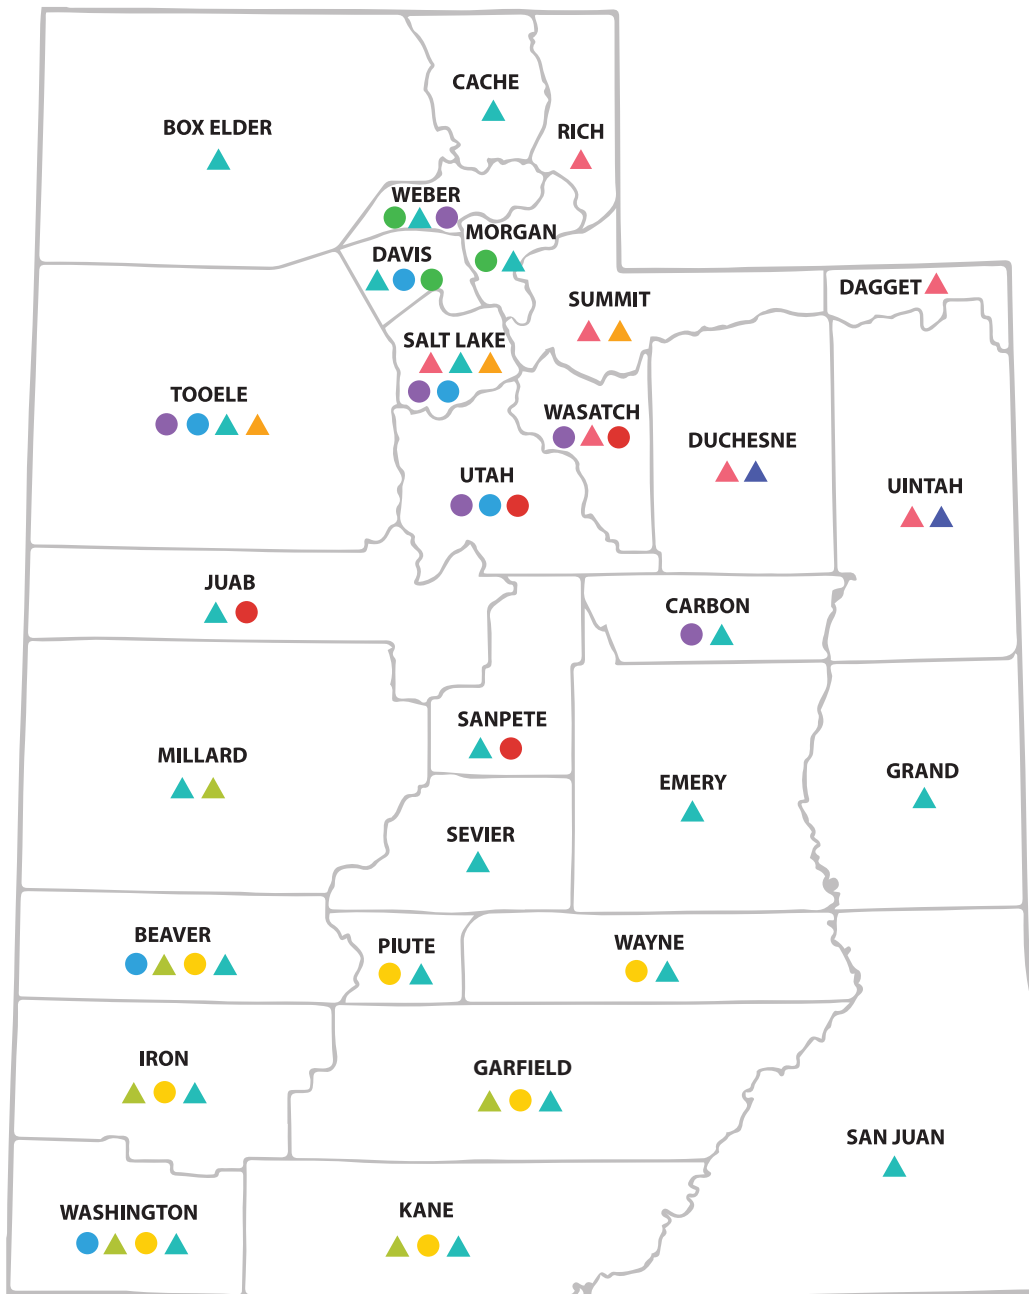 CACHE
BOX ELDER
RICH
WEBER
MORGAN
DAVIS
DAGGET
SUMMIT
SALT LAKE
TOOELE
WASATCH
DUCHESNE
UTAH
UINTAH
JUAB
CARBON
SANPETE
MILLARD
GRAND
EMERY
SEVIER
BEAVER
WAYNE
PIUTE
IRON
GARFIELD
SAN JUAN
KANE
WASHINGTON